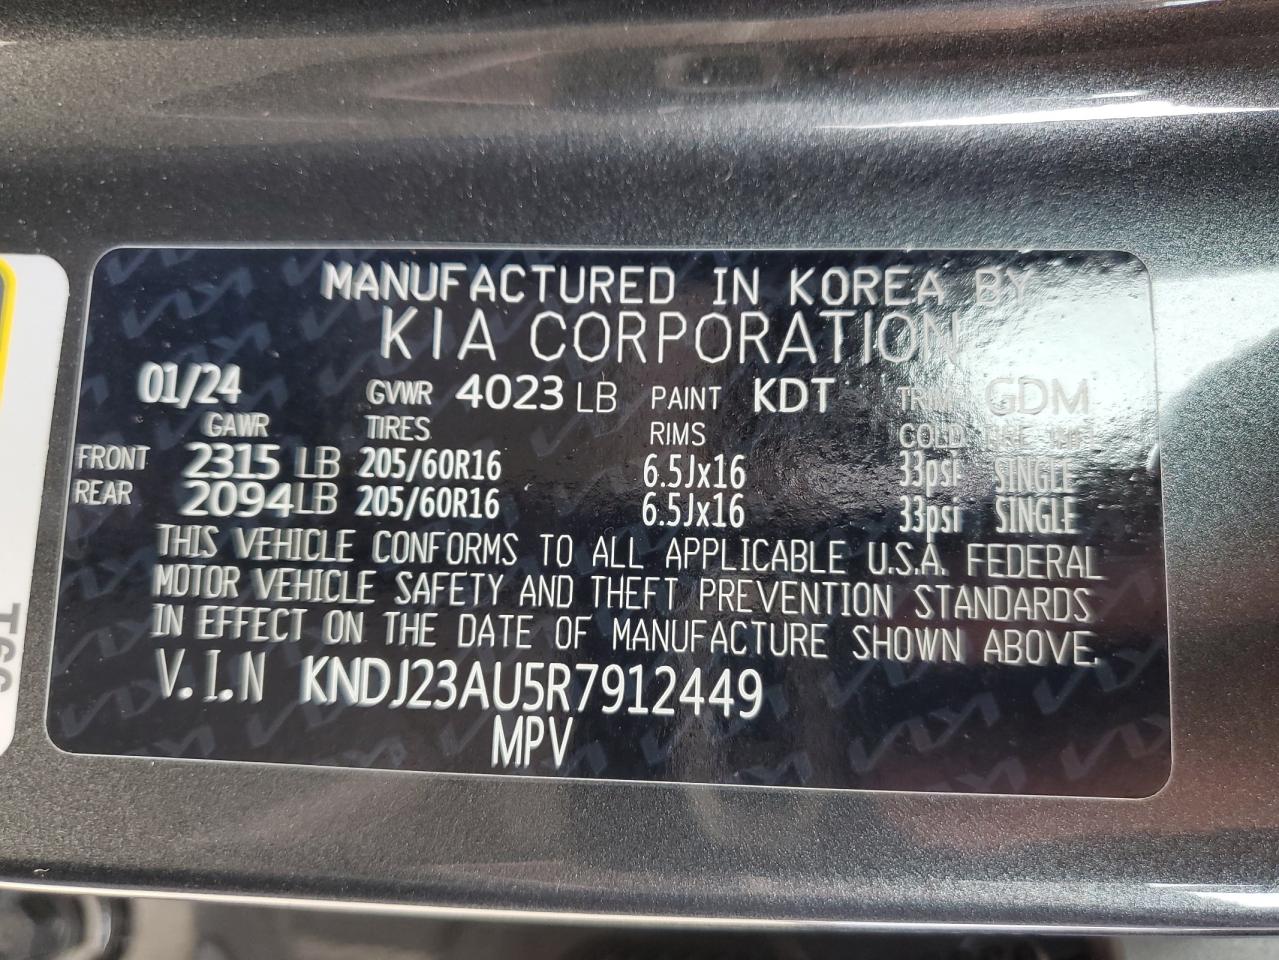 MANUFACTURED IN KOREA BY
KIA CORPORATION
01/24 GVWR 4023 LB PAINT KDT TRIM GDM
GAWR TIRES RIMS COLD TIRE INFL
FRONT 2315 LB 205/60R16 6.5Jx16 33psi SINGLE
REAR 2094LB 205/60R16 6.5Jx16 33psi SINGLE
THIS VEHICLE CONFORMS TO ALL APPLICABLE U.S.A. FEDERAL
MOTOR VEHICLE SAFETY AND THEFT PREVENTION STANDARDS
IN EFFECT ON THE DATE OF MANUFACTURE SHOWN ABOVE.
V.I.N KNDJ23AU5R7912449
MPV